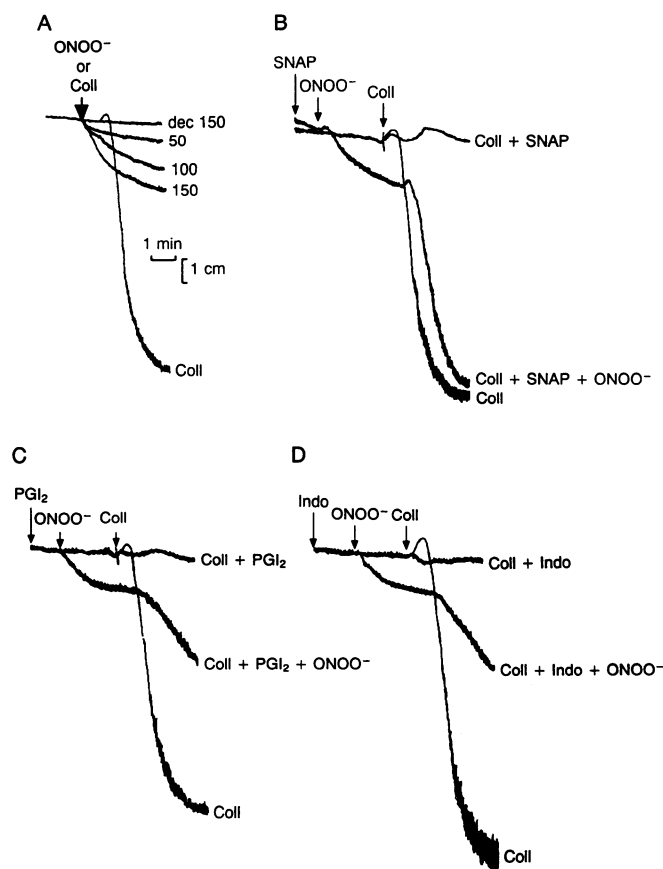 A
ONOO⁻
or
Coll
dec 150
50
100
150
1 min
1 cm
Coll
B
SNAP
ONOO⁻
Coll
Coll + SNAP
Coll + SNAP + ONOO⁻
Coll
C
PGI₂
ONOO⁻
Coll
Coll + PGI₂
Coll + PGI₂ + ONOO⁻
Coll
D
Indo
ONOO⁻
Coll
Coll + Indo
Coll + Indo + ONOO⁻
Coll